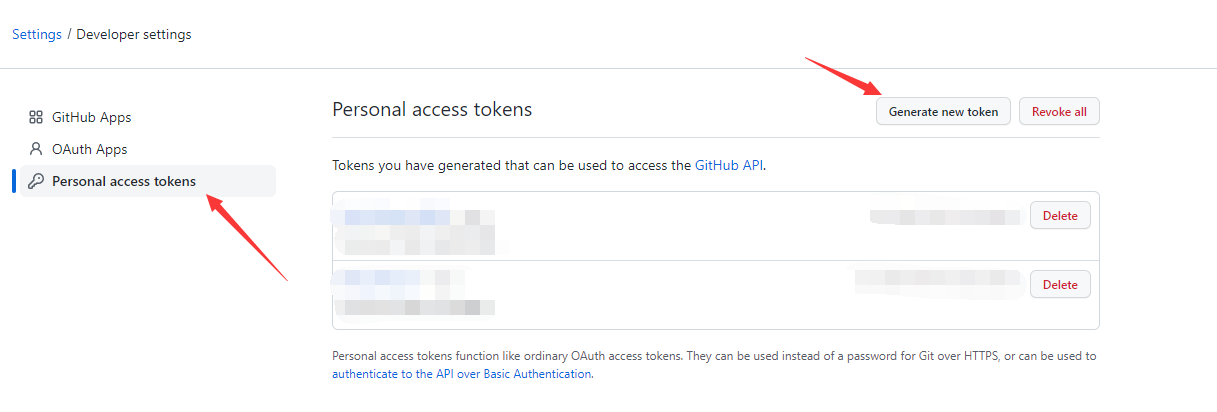 Settings / Developer settings
GitHub Apps
OAuth Apps
Personal access tokens
Personal access tokens
Generate new token
Revoke all
Tokens you have generated that can be used to access the GitHub API.
Delete
Delete
Personal access tokens function like ordinary OAuth access tokens. They can be used instead of a password for Git over HTTPS, or can be used to
authenticate to the API over Basic Authentication.